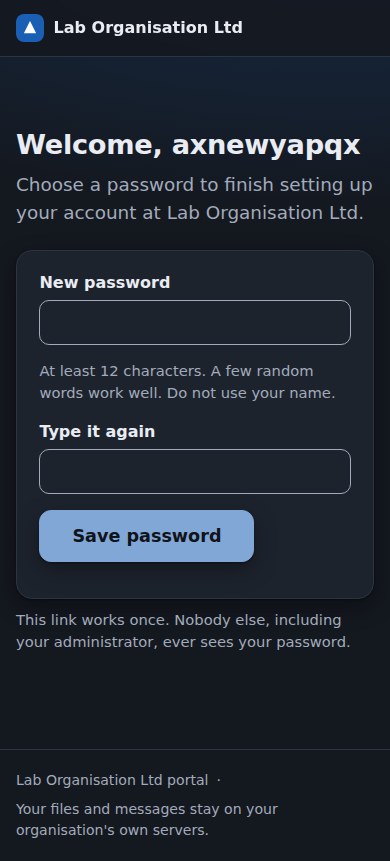 Lab Organisation Ltd
Welcome, axnewyapqx
Choose a password to finish setting up
your account at Lab Organisation Ltd.
New password
At least 12 characters. A few random
words work well. Do not use your name.
Type it again
Save password
This link works once. Nobody else, including
your administrator, ever sees your password.
Lab Organisation Ltd portal ·
Your files and messages stay on your
organisation's own servers.